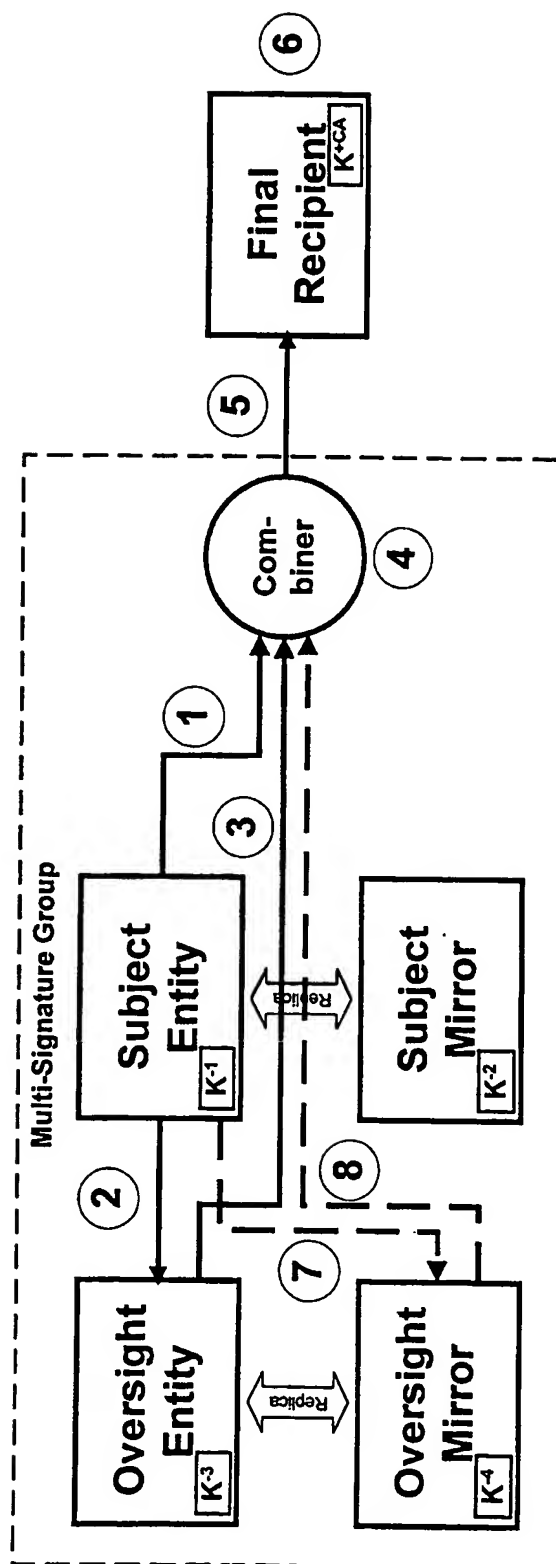 Multi-Signature Group
Oversight
Entity
K-3
2
Subject
Entity
K-1
1
3
Replica
Replica
7
8
Oversight
Mirror
K-4
Subject
Mirror
K-2
Com-
biner
4
5
Final
Recipient
K+CA
6